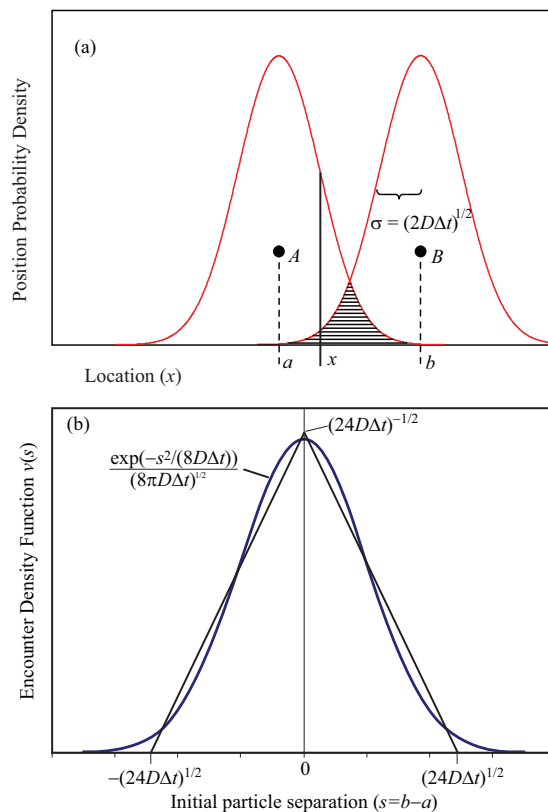 (a)
Position Probability Density
A
B
σ = (2DΔt)^{1/2}
a
x
b
Location (x)
(b)
(24DΔt)^{−1/2}
exp(−s²/(8DΔt))
(8πDΔt)^{1/2}
Encounter Density Function v(s)
−(24DΔt)^{1/2}
0
(24DΔt)^{1/2}
Initial particle separation (s=b−a)